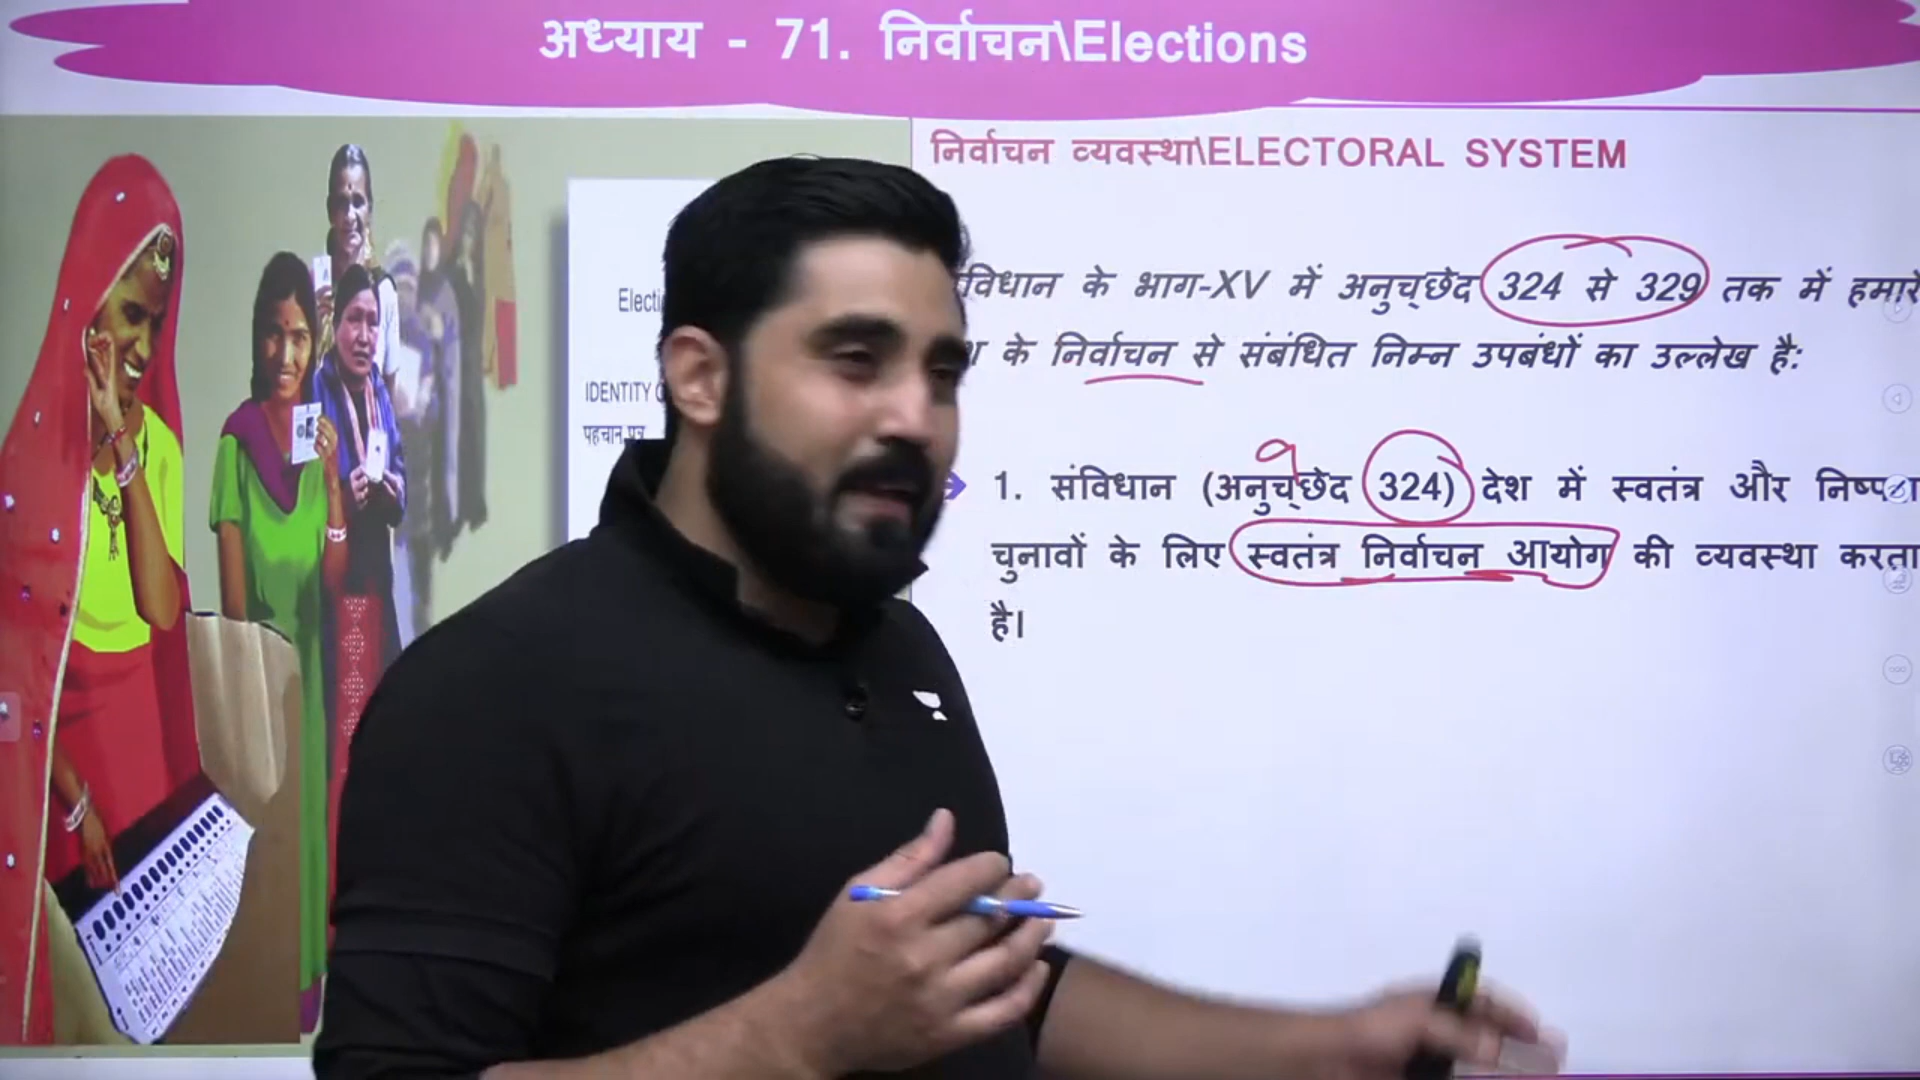 अध्याय - 71. निर्वाचन\Elections
निर्वाचन व्यवस्था\ELECTORAL SYSTEM
के भाग-XV में अनुच्छेद 324 से 329 तक में हमारे
के निर्वाचन से संबंधित निम्न उपबंधों का उल्लेख है:
IDENTITY
पहचान पत्र
1. संविधान (अनुच्छेद 324) देश में स्वतंत्र और
चुनावों के लिए स्वतंत्र निर्वाचन आयोग की व्यवस्था करता
है।